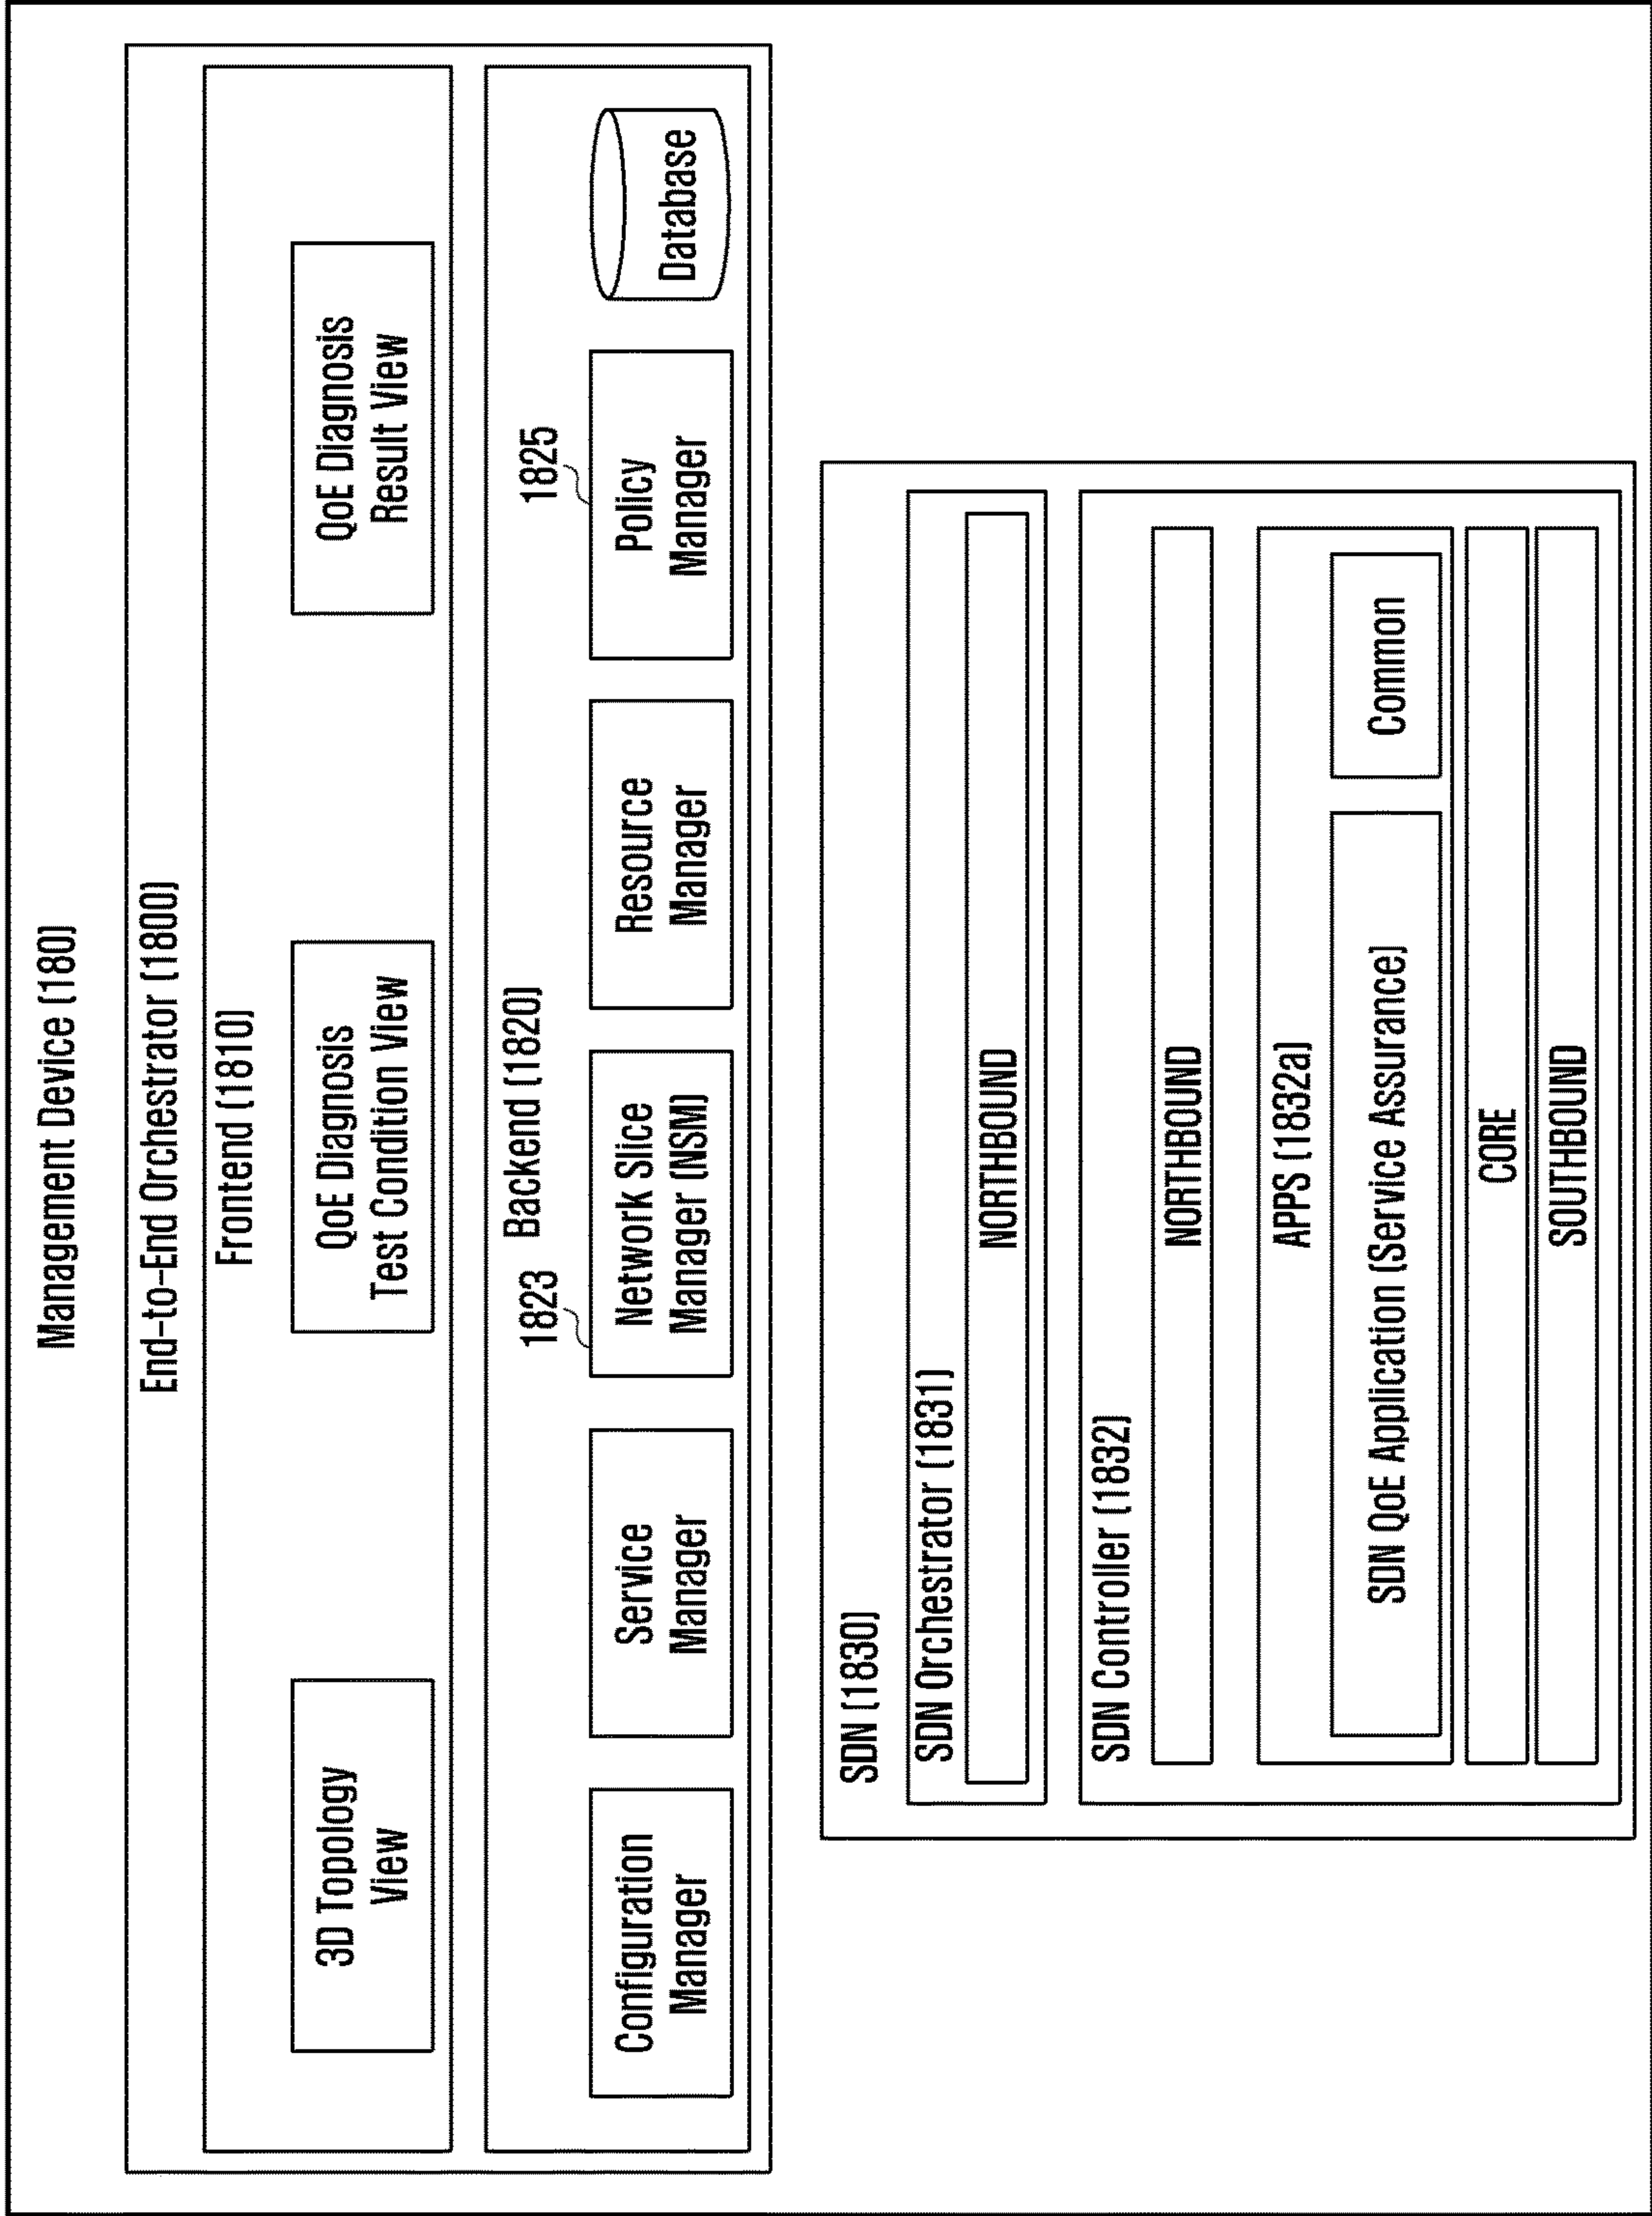 Management Device (180)
End-to-End Orchestrator (1800)
Frontend (1810)
3D Topology
View
QoE Diagnosis
Test Condition View
QoE Diagnosis
Result View
Backend (1820)
Configuration
Manager
Service
Manager
1823
Network Slice
Manager (NSM)
Resource
Manager
1825
Policy
Manager
Database
SDN (1830)
SDN Orchestrator (1831)
NORTHBOUND
SDN Controller (1832)
NORTHBOUND
APPS (1832a)
SDN QoE Application (Service Assurance)
Common
CORE
SOUTHBOUND